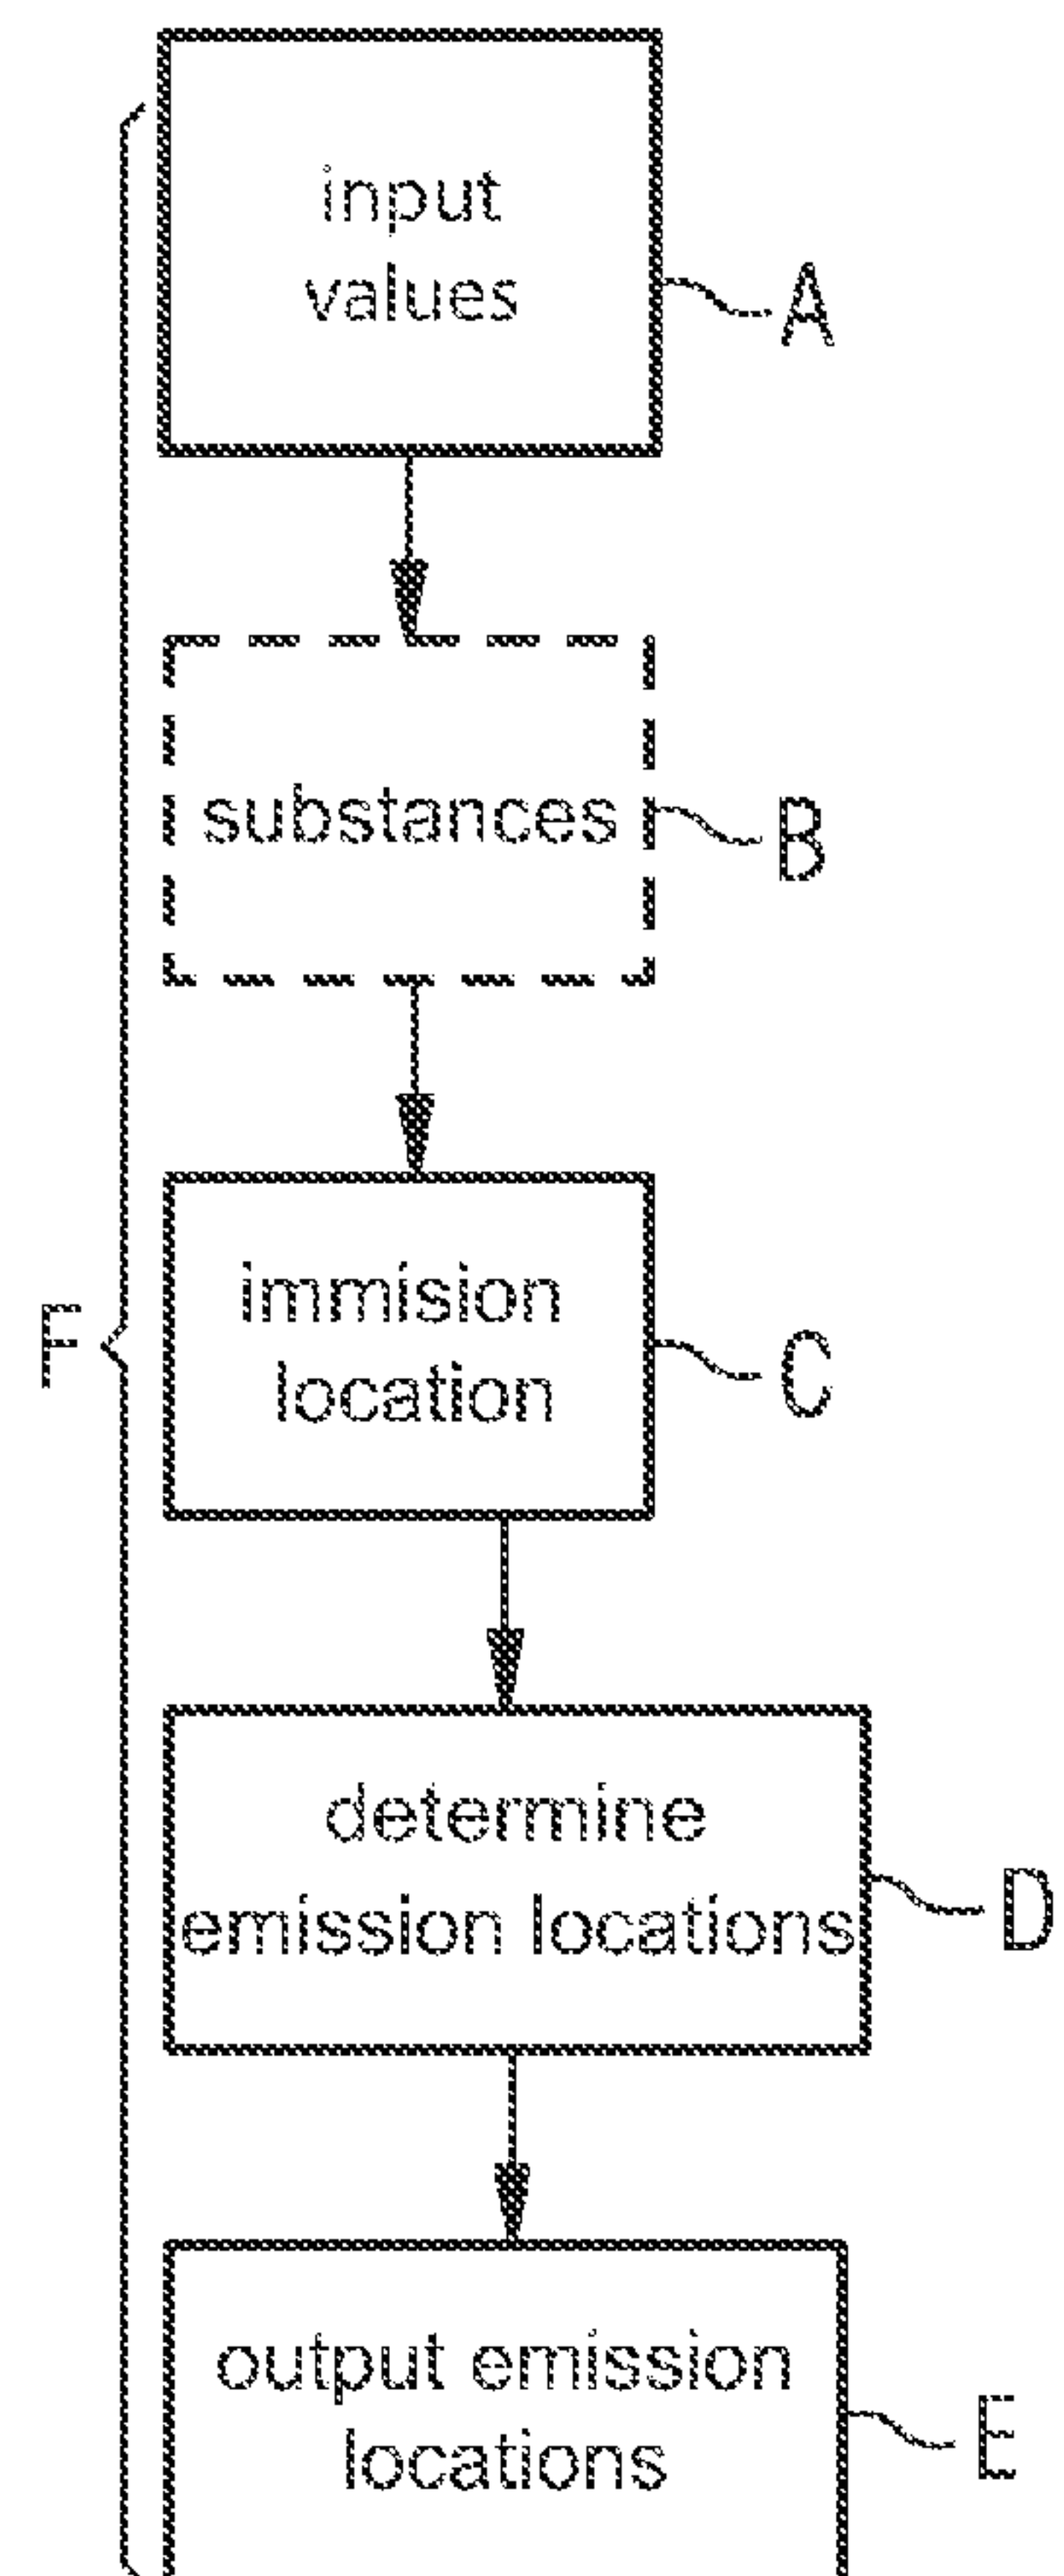 input
values
A
substances
B
immision
location
C
F
determine
emission locations
D
output emission
locations
E